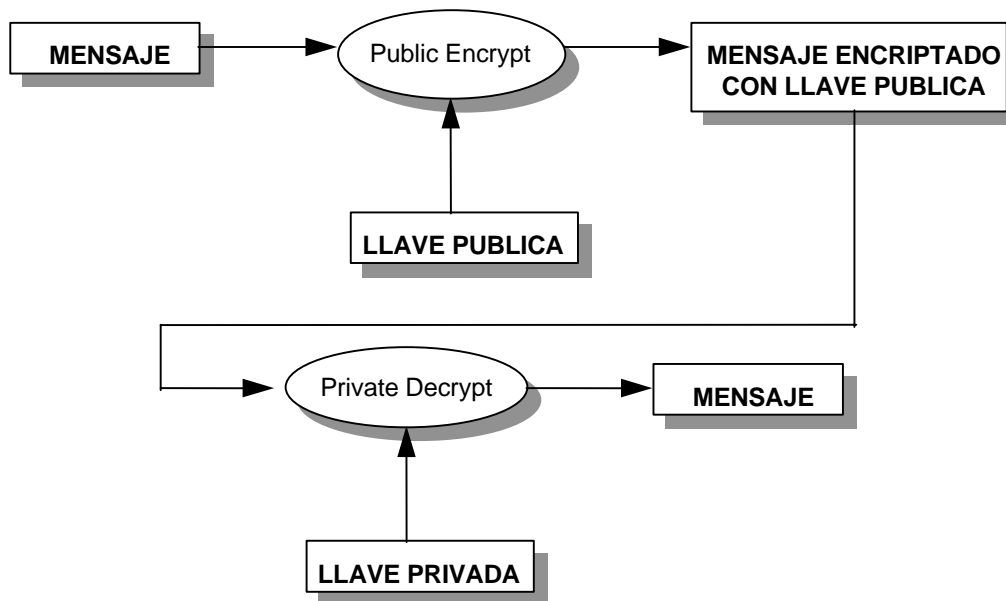 MENSAJE
Public Encrypt
MENSAJE ENCRIPTADO
CON LLAVE PUBLICA
LLAVE PUBLICA
Private Decrypt
MENSAJE
LLAVE PRIVADA